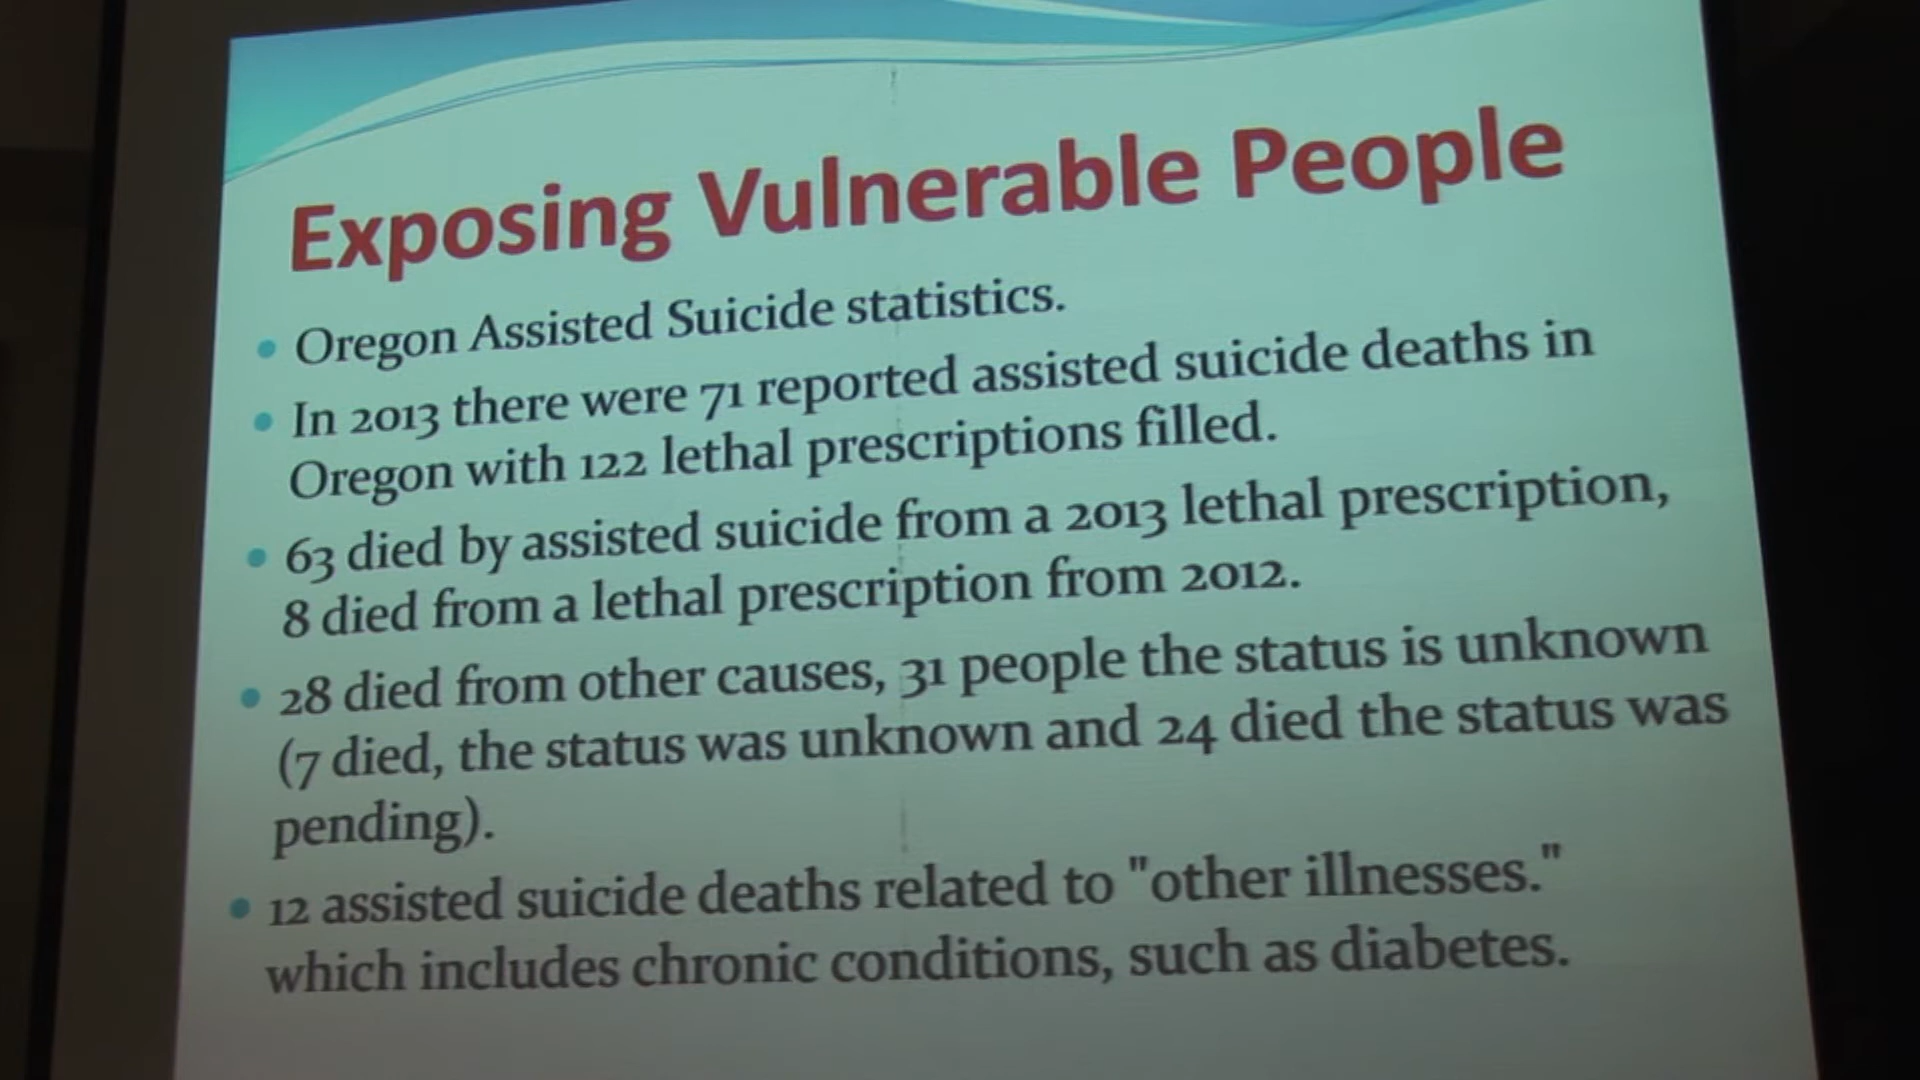 Exposing Vulnerable People
• Oregon Assisted Suicide statistics.
• In 2013 there were 71 reported assisted suicide deaths in
Oregon with 122 lethal prescriptions filled.
• 63 died by assisted suicide from a 2013 lethal prescription,
8 died from a lethal prescription from 2012.
• 28 died from other causes, 31 people the status is unknown
(7 died, the status was unknown and 24 died the status was
pending).
• 12 assisted suicide deaths related to "other illnesses."
which includes chronic conditions, such as diabetes.